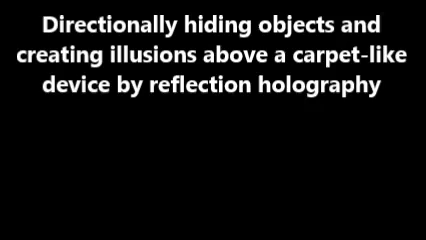 Directionally hiding objects and
creating illusions above a carpet-like
device by reflection holography